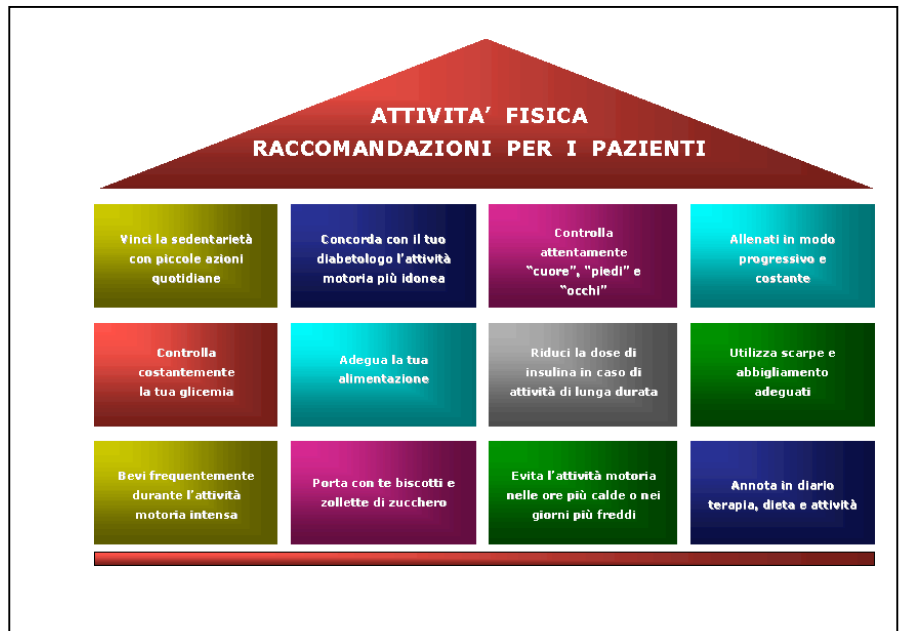 ATTIVITA’ FISICA
RACCOMANDAZIONI PER I PAZIENTI
Vinci la sedentarietà
con piccole azioni
quotidiane
Concorda con il tuo
diabetologo l’attività
motoria più idonea
Controlla
attentamente
“cuore”, “piedi” e
“occhi”
Allenati in modo
progressivo e
costante
Controlla
costantemente
la tua glicemia
Adegua la tua
alimentazione
Riduci la dose di
insulina in caso di
attività di lunga durata
Utilizza scarpe e
abbigliamento
adeguati
Bevi frequentemente
durante l’attività
motoria intensa
Porta con te biscotti e
zollette di zucchero
Evita l’attività motoria
nelle ore più calde o nei
giorni più freddi
Annota in diario
terapia, dieta e attività